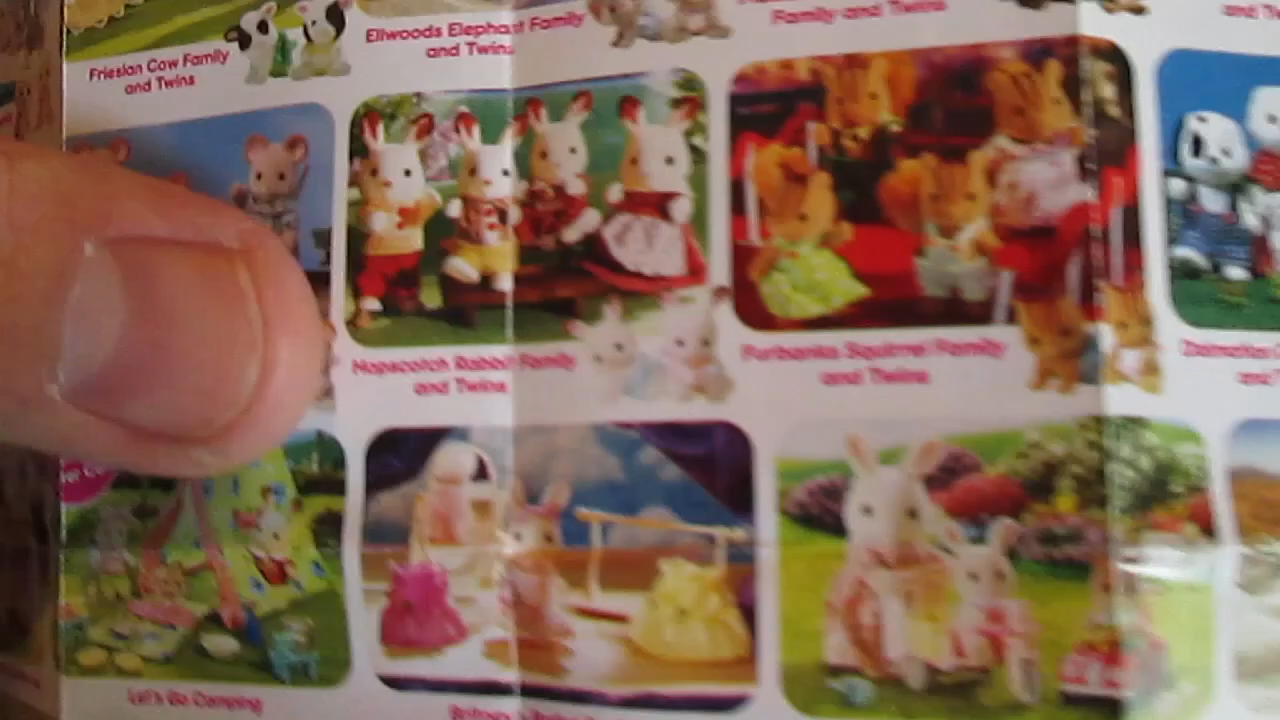 Friesian Cow Family
and Twins
Ellwoods Elephant Family
and Twins
Family and Twins
Hopscotch Rabbit Family
and Twins
Furbanks Squirrel Family
and Twins
Let's Go Camping